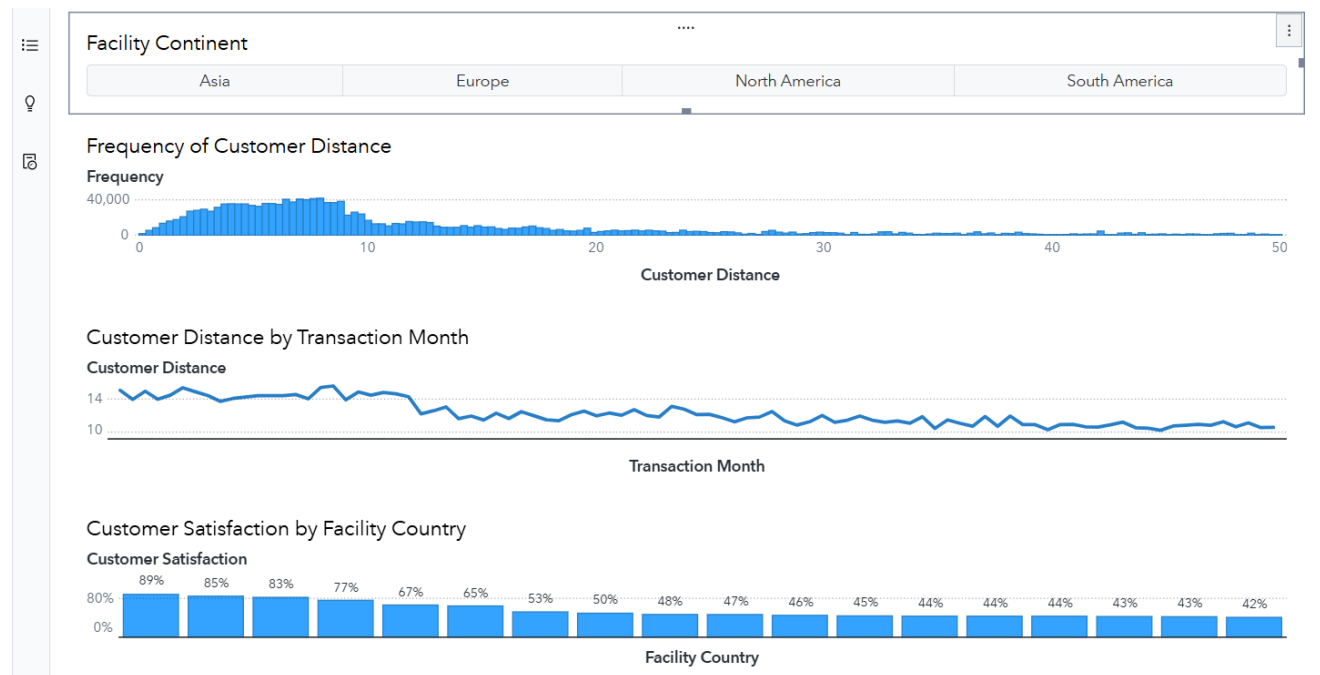 Facility Continent
Asia Europe North America South America
Frequency of Customer Distance
Frequency
40,000
0
0 10 20 30 40 50
Customer Distance
Customer Distance by Transaction Month
Customer Distance
14
10
Transaction Month
Customer Satisfaction by Facility Country
Customer Satisfaction
89% 85% 83% 77% 67% 65% 53% 50% 48% 47% 46% 45% 44% 44% 44% 43% 43% 42%
80%
0%
Facility Country